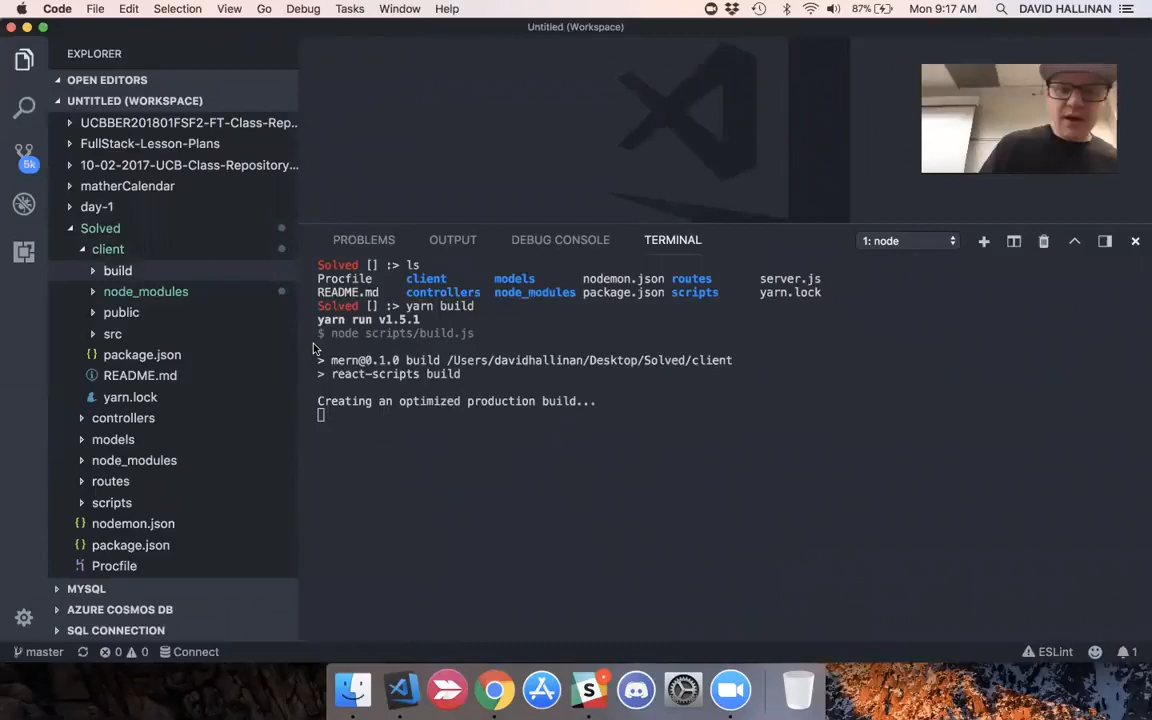 Code File Edit Selection View Go Debug Tasks Window Help 87% Mon 9:17 AM DAVID HALLINAN
Untitled (Workspace)
EXPLORER
OPEN EDITORS
UNTITLED (WORKSPACE)
UCBBER201801FSF2-FT-Class-Rep...
FullStack-Lesson-Plans
10-02-2017-UCB-Class-Repository...
matherCalendar
day-1
Solved
client
build
node_modules
public
src
{} package.json
README.md
yarn.lock
controllers
models
node_modules
routes
scripts
{} nodemon.json
{} package.json
Procfile
MYSQL
AZURE COSMOS DB
SQL CONNECTION
5k
PROBLEMS OUTPUT DEBUG CONSOLE TERMINAL 1: node
Solved [] :> ls
Procfile client models nodemon.json routes server.js
README.md controllers node_modules package.json scripts yarn.lock
Solved [] :> yarn build
yarn run v1.5.1
$ node scripts/build.js
> mern@0.1.0 build /Users/davidhallinan/Desktop/Solved/client
> react-scripts build
Creating an optimized production build...
master 0 0 Connect ESLint 1
S